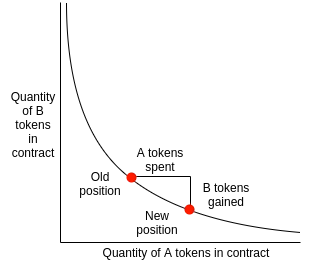 Quantity
of B
tokens
in
contract
A tokens
spent
Old
position
B tokens
gained
New
position
Quantity of A tokens in contract